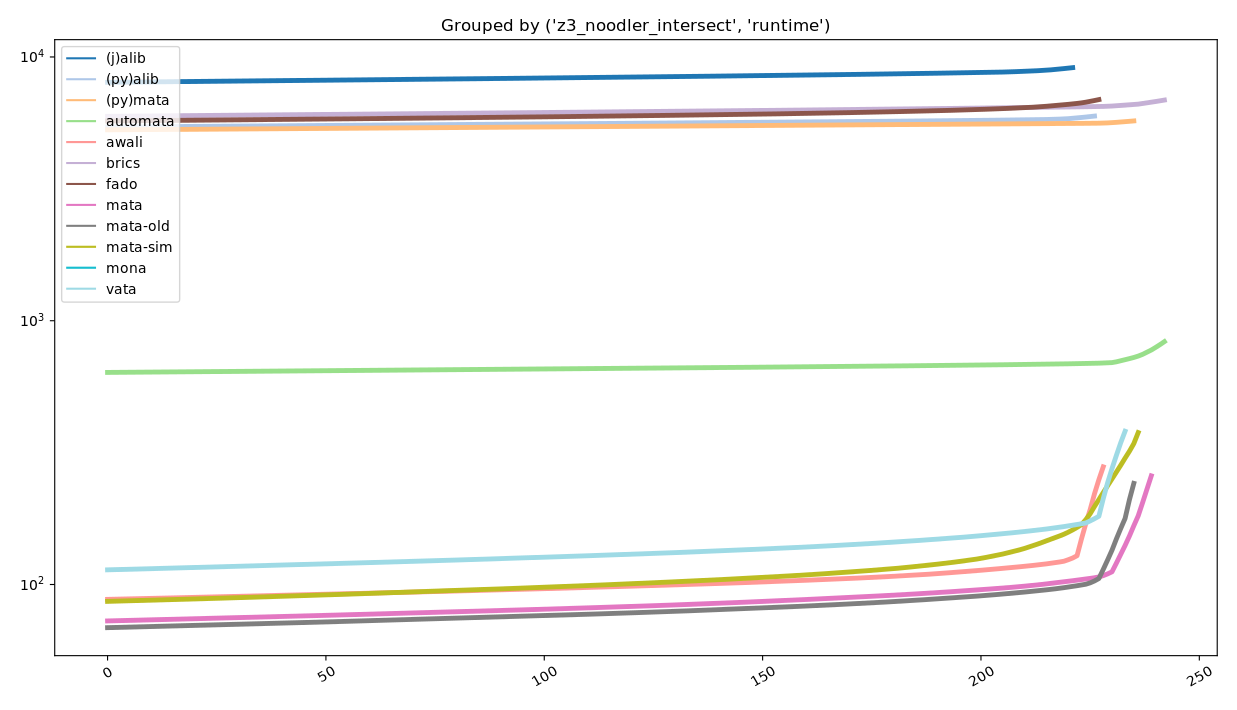 Grouped by ('z3_noodler_intersect', 'runtime')
10^4
10^3
10^2
(j)alib
(py)alib
(py)mata
automata
awali
brics
fado
mata
mata-old
mata-sim
mona
vata
0
50
100
150
200
250